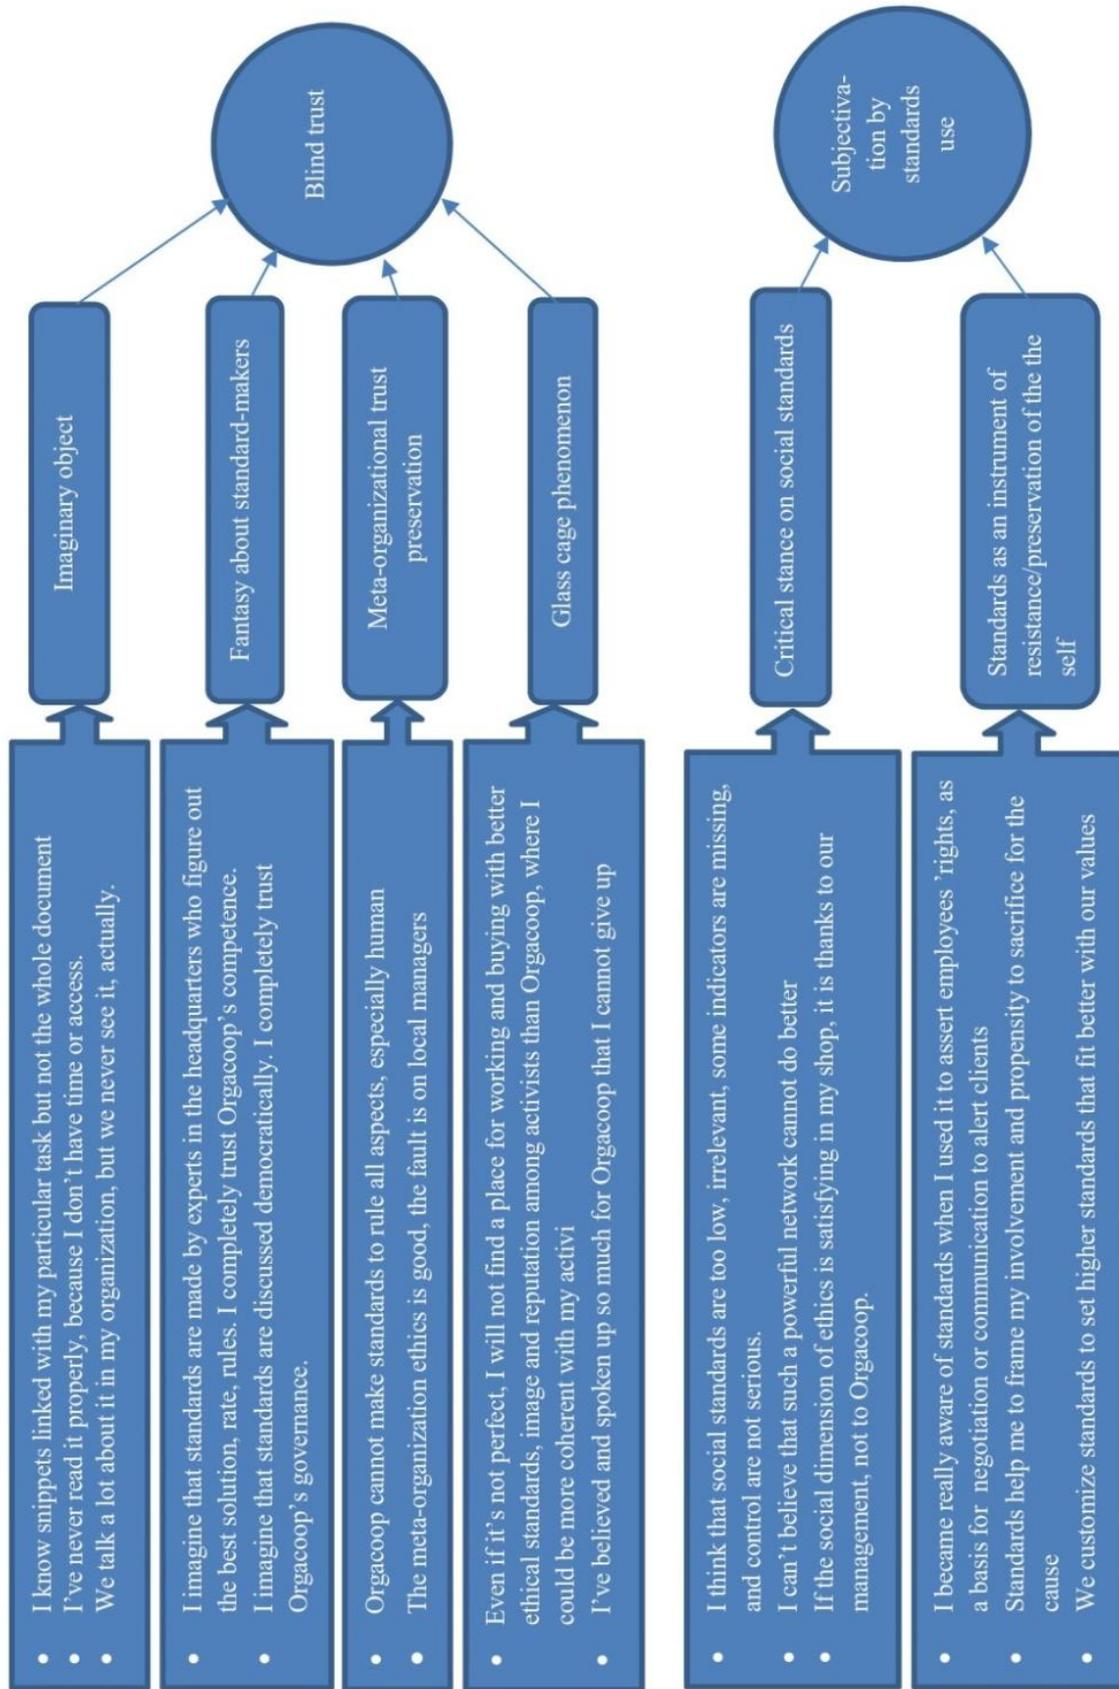 I know snippets linked with my particular task but not the whole document
I've never read it properly, because I don't have time or access.
We talk a lot about it in my organization, but we never see it, actually.
Imaginary object
I imagine that standards are made by experts in the headquarters who figure out
the best solution, rate, rules. I completely trust Orgacoop's competence.
I imagine that standards are discussed democratically. I completely trust
Orgacoop's governance.
Fantasy about standard-makers
Orgacoop cannot make standards to rule all aspects, especially human
The meta-organization ethics is good, the fault is on local managers
Meta-organizational trust
preservation
Even if it's not perfect, I will not find a place for working and buying with better
ethical standards, image and reputation among activists than Orgacoop, where I
could be more coherent with my activi
I've believed and spoken up so much for Orgacoop that I cannot give up
Glass cage phenomenon
Blind trust
I think that social standards are too low, irrelevant, some indicators are missing,
and control are not serious.
I can't believe that such a powerful network cannot do better
If the social dimension of ethics is satisfying in my shop, it is thanks to our
management, not to Orgacoop.
Critical stance on social standards
I became really aware of standards when I used it to assert employees 'rights, as
a basis for negotiation or communication to alert clients
Standards help me to frame my involvement and propensity to sacrifice for the
cause
We customize standards to set higher standards that fit better with our values
Standards as an instrument of
resistance/preservation of the the
self
Subjectiva-
tion by
standards
use